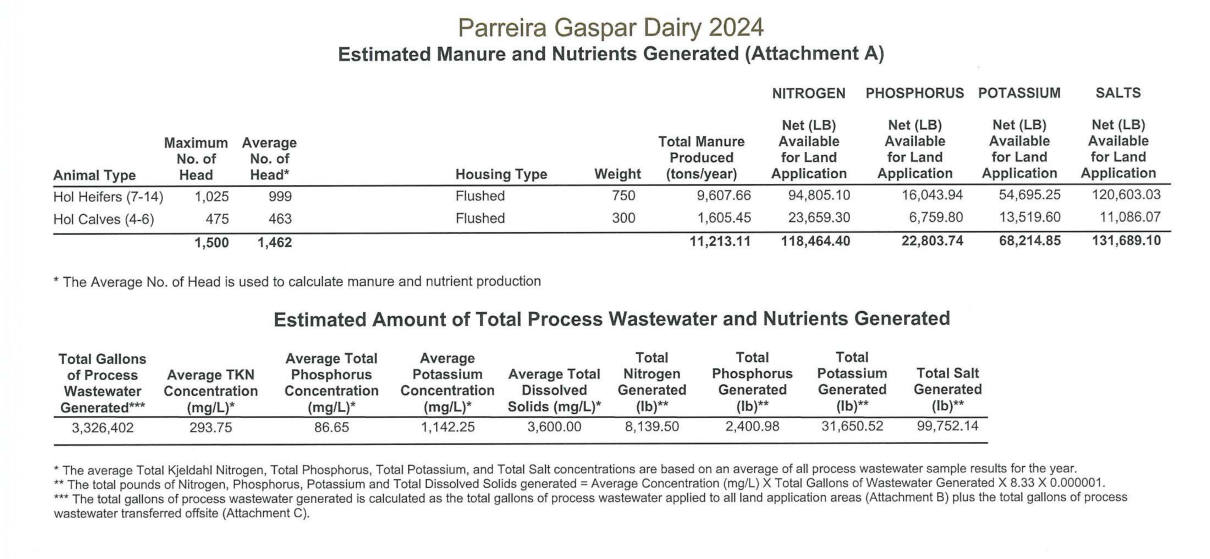 Parreira Gaspar Dairy 2024
Estimated Manure and Nutrients Generated (Attachment A)
NITROGEN PHOSPHORUS POTASSIUM SALTS
Animal Type Maximum No. of Head Average No. of Head* Housing Type Weight Total Manure Produced (tons/year) Net (LB) Available for Land Application Net (LB) Available for Land Application Net (LB) Available for Land Application Net (LB) Available for Land Application
Hol Heifers (7-14) 1,025 999 Flushed 750 9,607.66 94,805.10 16,043.94 54,695.25 120,603.03
Hol Calves (4-6) 475 463 Flushed 300 1,605.45 23,659.30 6,759.80 13,519.60 11,086.07
1,500 1,462 11,213.11 118,464.40 22,803.74 68,214.85 131,689.10
* The Average No. of Head is used to calculate manure and nutrient production
Estimated Amount of Total Process Wastewater and Nutrients Generated
Total Gallons of Process Wastewater Generated*** Average TKN Concentration (mg/L)* Average Total Phosphorus Concentration (mg/L)* Average Potassium Concentration (mg/L)* Average Total Dissolved Solids (mg/L)* Total Nitrogen Generated (lb)** Total Phosphorus Generated (lb)** Total Potassium Generated (lb)** Total Salt Generated (lb)**
3,326,402 293.75 86.65 1,142.25 3,600.00 8,139.50 2,400.98 31,650.52 99,752.14
* The average Total Kjeldahl Nitrogen, Total Phosphorus, Total Potassium, and Total Salt concentrations are based on an average of all process wastewater sample results for the year.
** The total pounds of Nitrogen, Phosphorus, Potassium and Total Dissolved Solids generated = Average Concentration (mg/L) X Total Gallons of Wastewater Generated X 8.33 X 0.000001.
*** The total gallons of process wastewater generated is calculated as the total gallons of process wastewater applied to all land application areas (Attachment B) plus the total gallons of process
wastewater transferred offsite (Attachment C).